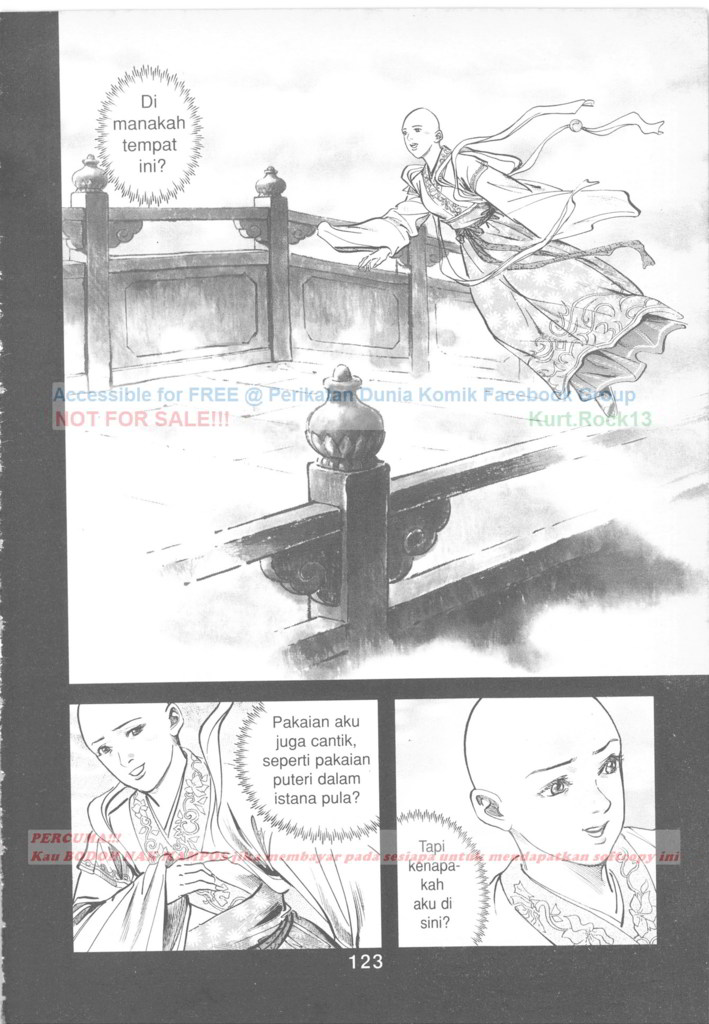 Di
manakah
tempat
ini?
Accessible for FREE @ Perikatan Dunia Komik Facebook Group
NOT FOR SALE!!!
Kurt.Rock13
Pakaian aku
juga cantik,
seperti pakaian
puteri dalam
istana pula?
PERCUMA!!!
Kau BODOH NAK MAMPOS jika membayar pada sesiapa untuk mendapatkan softcopy ini
Tapi
kenapa-
kah
aku di
sini?
123